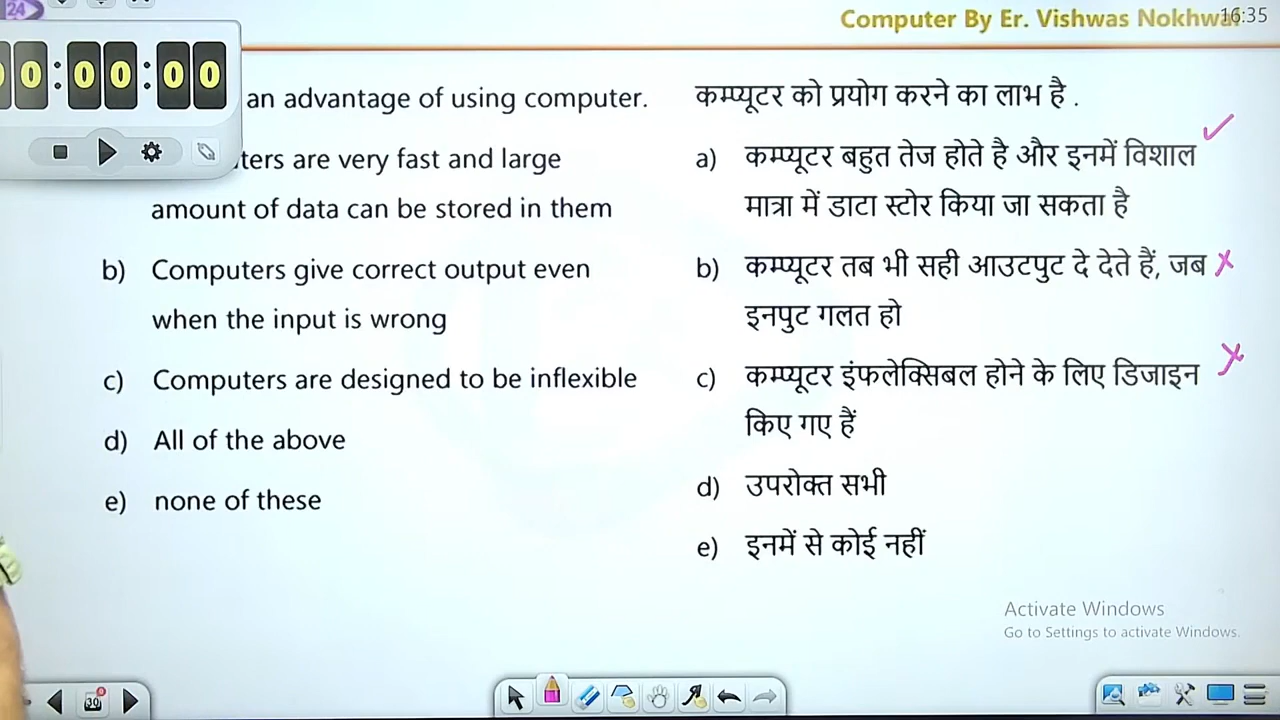 24
Computer By Er. Vishwas Nokhwal
16:35
0:00:00
an advantage of using computer.
are very fast and large
amount of data can be stored in them
b) Computers give correct output even
when the input is wrong
c) Computers are designed to be inflexible
d) All of the above
e) none of these
कम्प्यूटर को प्रयोग करने का लाभ है .
a) कम्प्यूटर बहुत तेज होते है और इनमें विशाल
मात्रा में डाटा स्टोर किया जा सकता है
b) कम्प्यूटर तब भी सही आउटपुट दे देते हैं, जब
इनपुट गलत हो
c) कम्प्यूटर इंफलेक्सिबल होने के लिए डिजाइन
किए गए हैं
d) उपरोक्त सभी
e) इनमें से कोई नहीं
Activate Windows
Go to Settings to activate Windows.
30